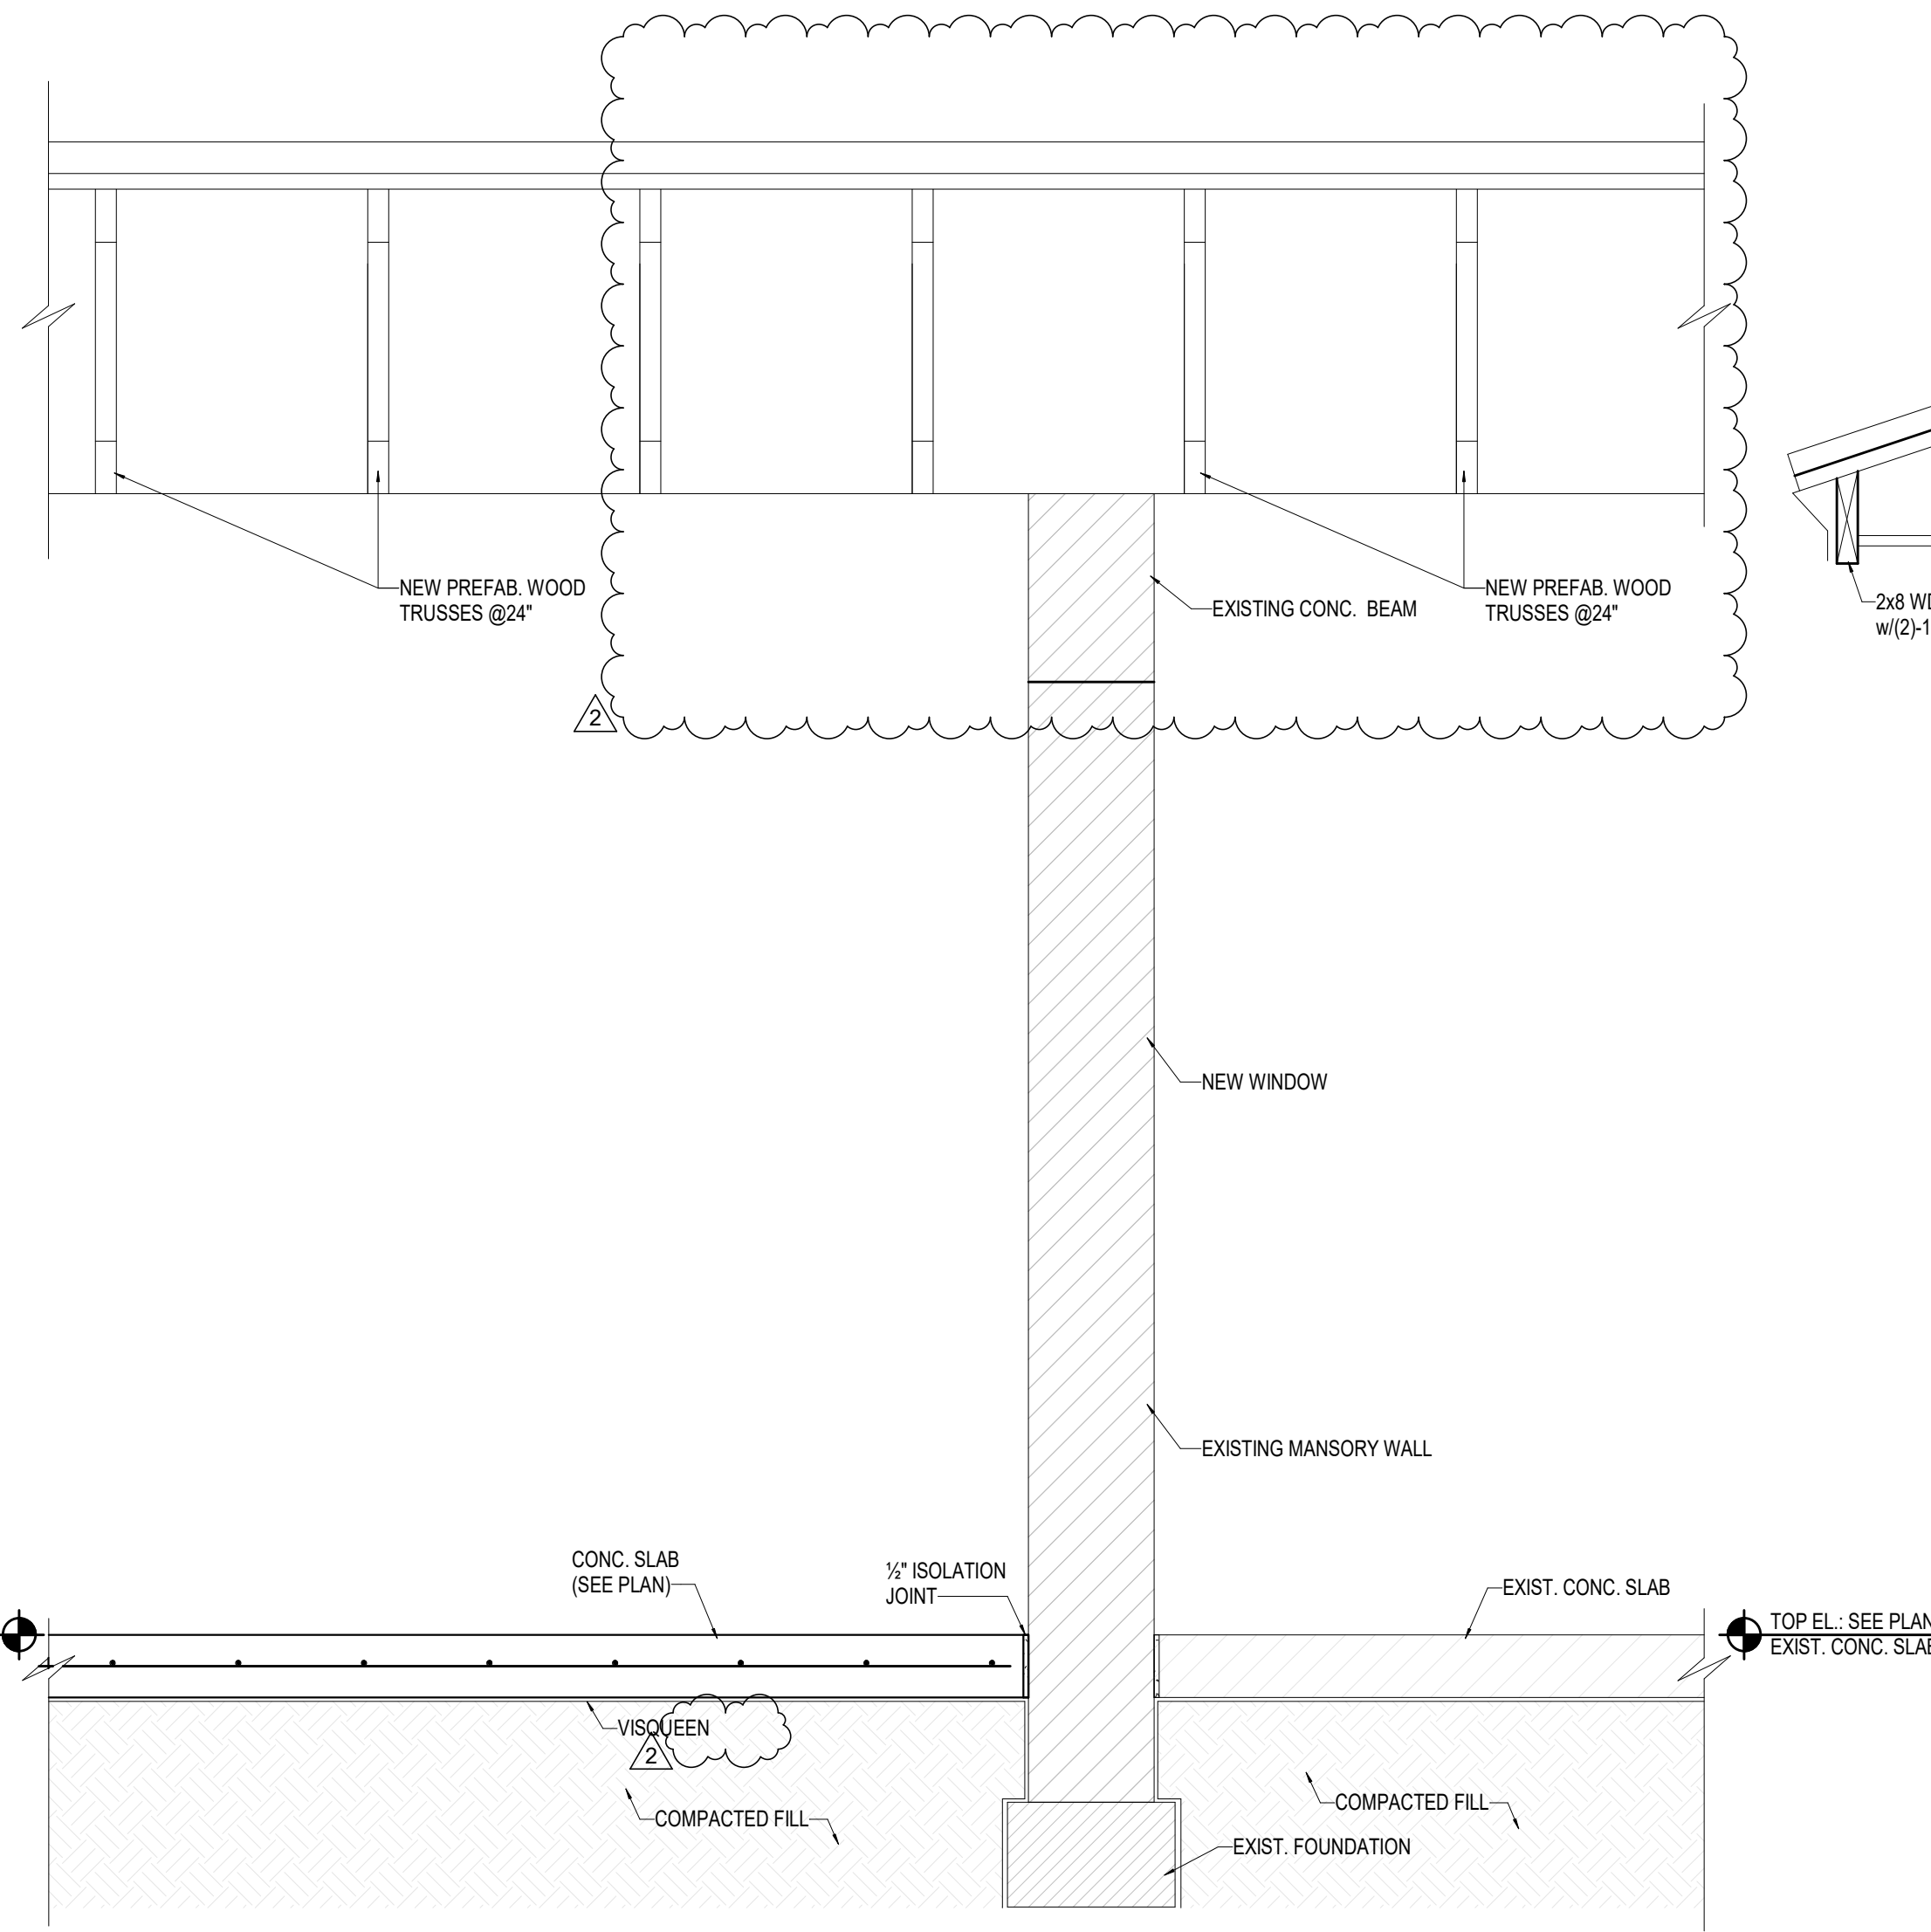 NEW PREFAB. WOOD
TRUSSES @24"
EXISTING CONC. BEAM
NEW PREFAB. WOOD
TRUSSES @24"
2x8
w/(2)-1
2
NEW WINDOW
EXISTING MANSORY WALL
CONC. SLAB
(SEE PLAN)
½" ISOLATION
JOINT
EXIST. CONC. SLAB
TOP EL.: SEE PLAN
EXIST. CONC. SLAB
VISQUEEN
2
COMPACTED FILL
COMPACTED FILL
EXIST. FOUNDATION